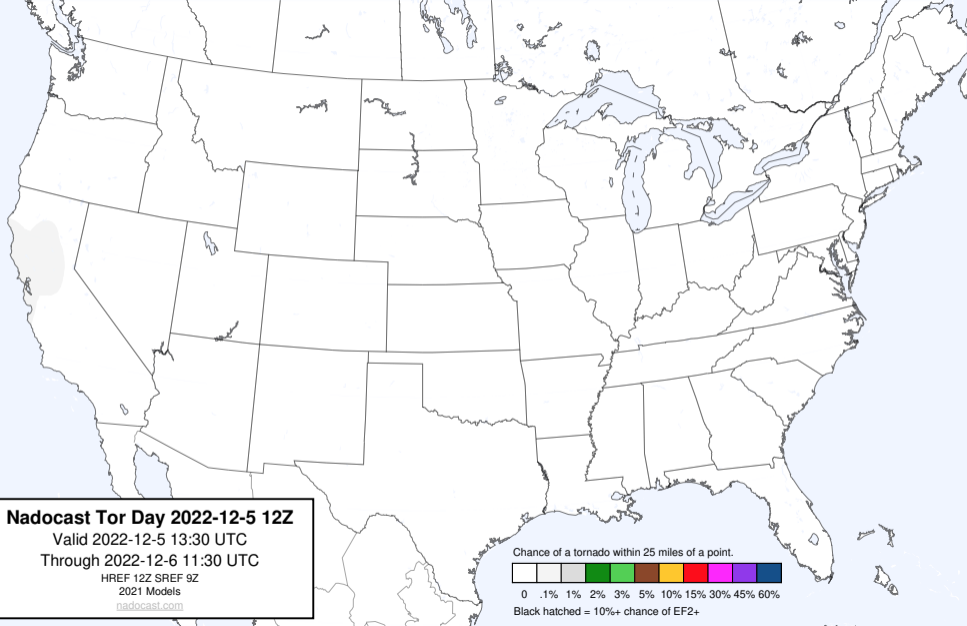 Nadocast Tor Day 2022-12-5 12Z
Valid 2022-12-5 13:30 UTC
Through 2022-12-6 11:30 UTC
HREF 12Z SREF 9Z
2021 Models
nadocast.com
Chance of a tornado within 25 miles of a point.
0 .1% 1% 2% 3% 5% 10% 15% 30% 45% 60%
Black hatched = 10%+ chance of EF2+